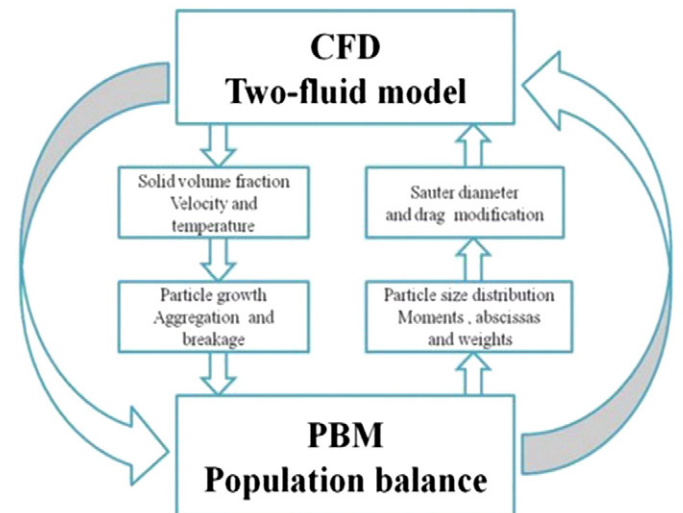 CFD
Two-fluid model
Solid volume fraction
Velocity and
temperature
Sauter diameter
and drag modification
Particle growth
Aggregation and
breakage
Particle size distribution
Moments , abscissas
and weights
PBM
Population balance